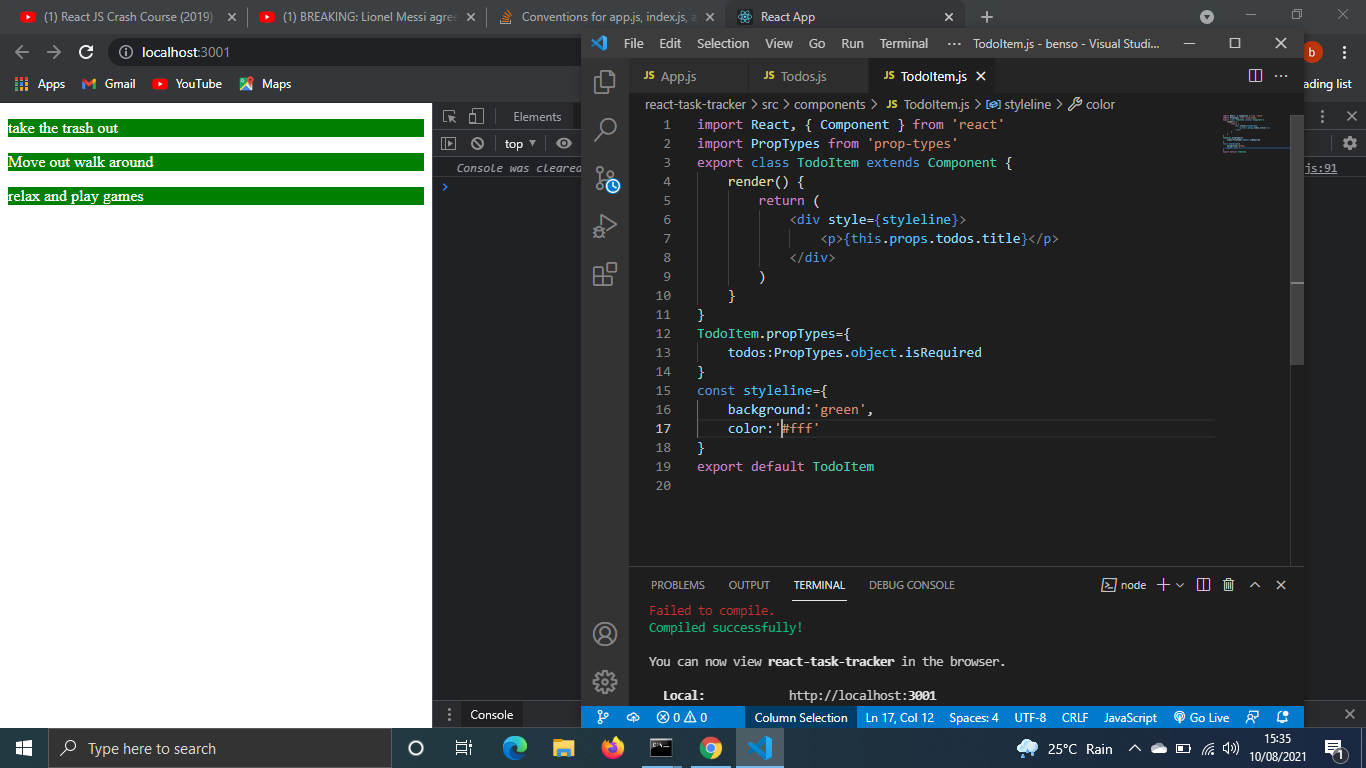 (1) React JS Crash Course (2019)
(1) BREAKING: Lionel Messi agree
Conventions for app.js, index.js, a
React App
localhost:3001
b
Apps
Gmail
YouTube
Maps
ading list
take the trash out
Move out walk around
relax and play games
Elements
top
Console was cleared
js:91
Console
File Edit Selection View Go Run Terminal ··· TodoItem.js - benso - Visual Studi...
JS App.js
JS Todos.js
JS TodoItem.js
react-task-tracker > src > components > JS TodoItem.js > styleline > color
1 import React, { Component } from 'react'
2 import PropTypes from 'prop-types'
3 export class TodoItem extends Component {
4 render() {
5 return (
6 <div style={styleline}>
7 <p>{this.props.todos.title}</p>
8 </div>
9 )
10 }
11 }
12 TodoItem.propTypes={
13 todos:PropTypes.object.isRequired
14 }
15 const styleline={
16 background:'green',
17 color:'#fff'
18 }
19 export default TodoItem
20
PROBLEMS OUTPUT TERMINAL DEBUG CONSOLE
node
Failed to compile.
Compiled successfully!
You can now view react-task-tracker in the browser.
Local: http://localhost:3001
0 0
Column Selection Ln 17, Col 12 Spaces: 4 UTF-8 CRLF JavaScript Go Live
Type here to search
25°C Rain
15:35
10/08/2021
1